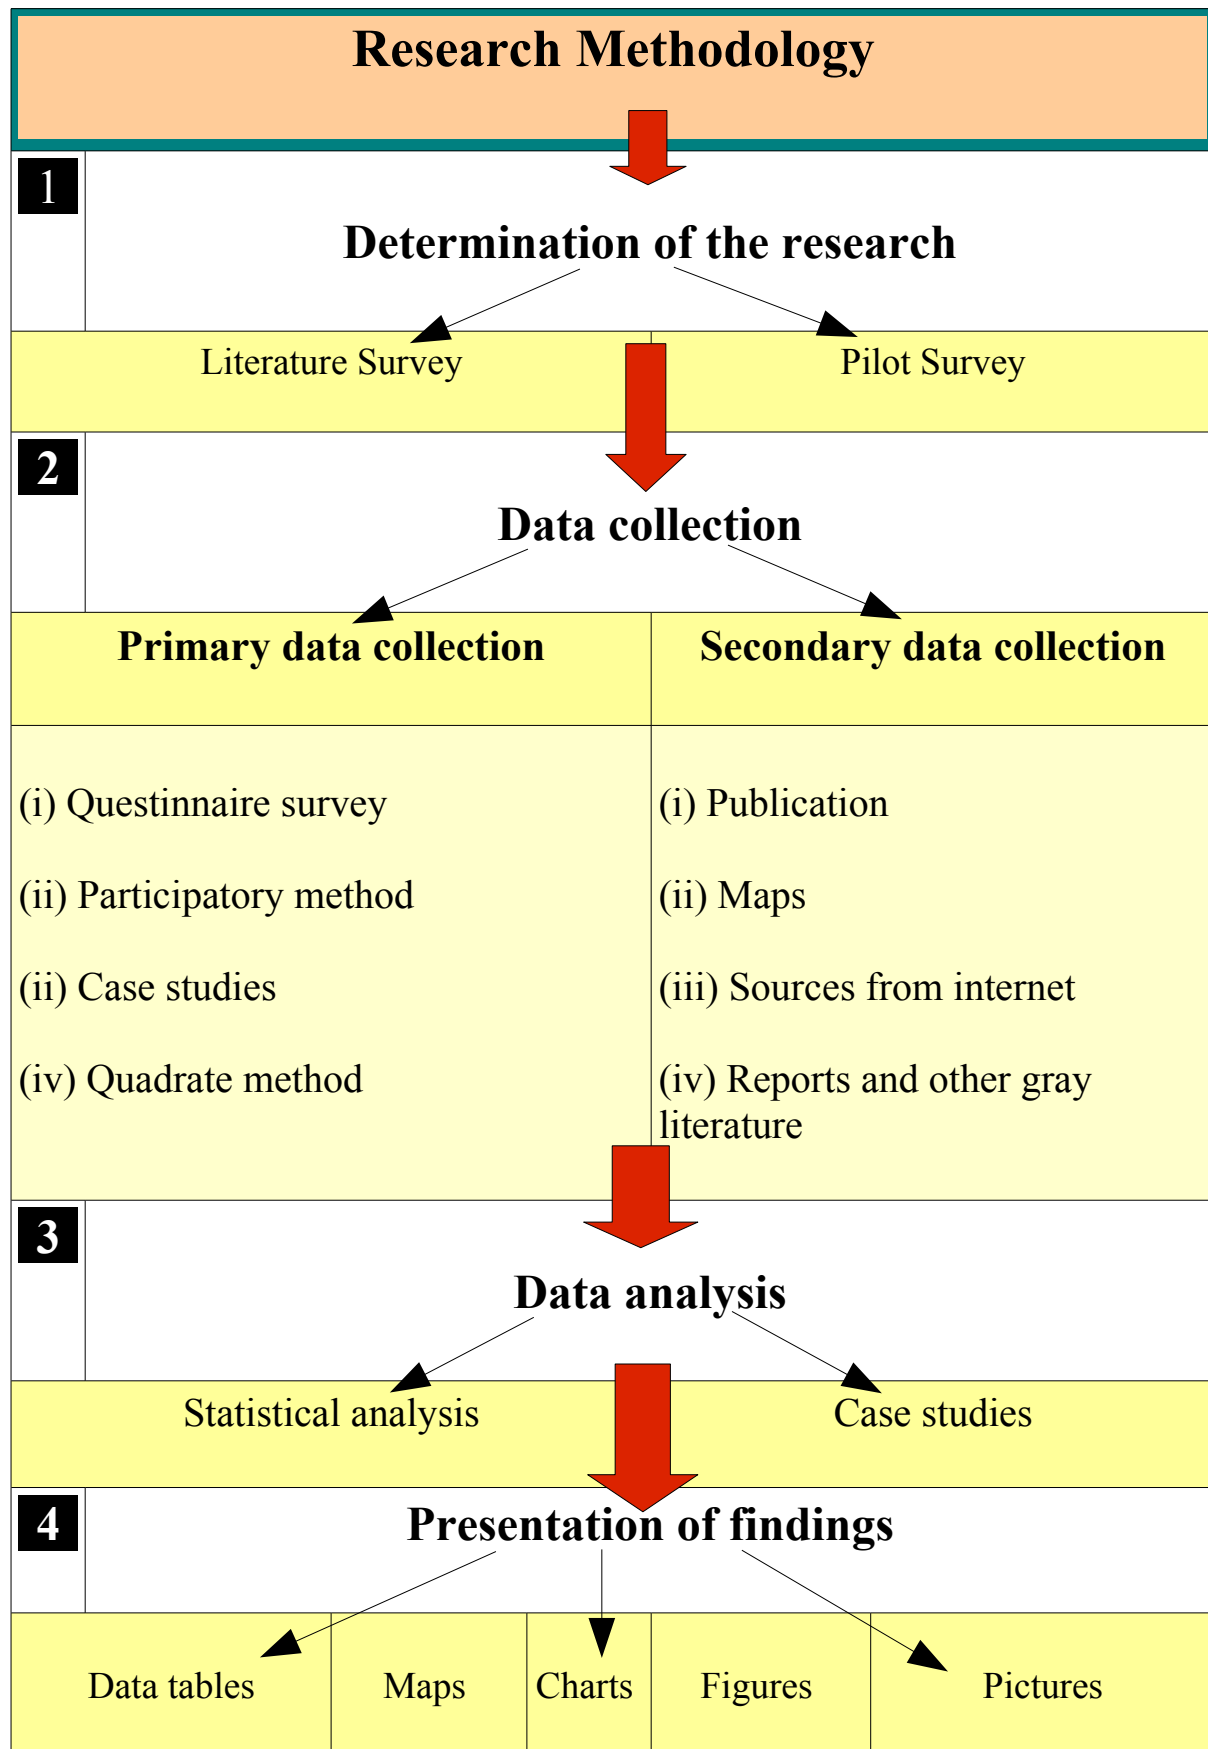 Research Methodology
1
Determination of the research
Literature Survey
Pilot Survey
2
Data collection
Primary data collection
Secondary data collection
(i) Questinnaire survey
(ii) Participatory method
(ii) Case studies
(iv) Quadrate method
(i) Publication
(ii) Maps
(iii) Sources from internet
(iv) Reports and other gray
literature
3
Data analysis
Statistical analysis
Case studies
4
Presentation of findings
Data tables
Maps
Charts
Figures
Pictures